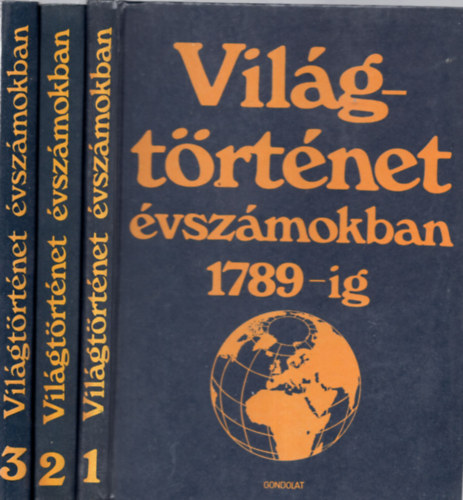 3 Világtörténet évszámokban
2 Világtörténet évszámokban
1 Világtörténet évszámokban
Világ-
történet
évszámokban
1789-ig
GONDOLAT